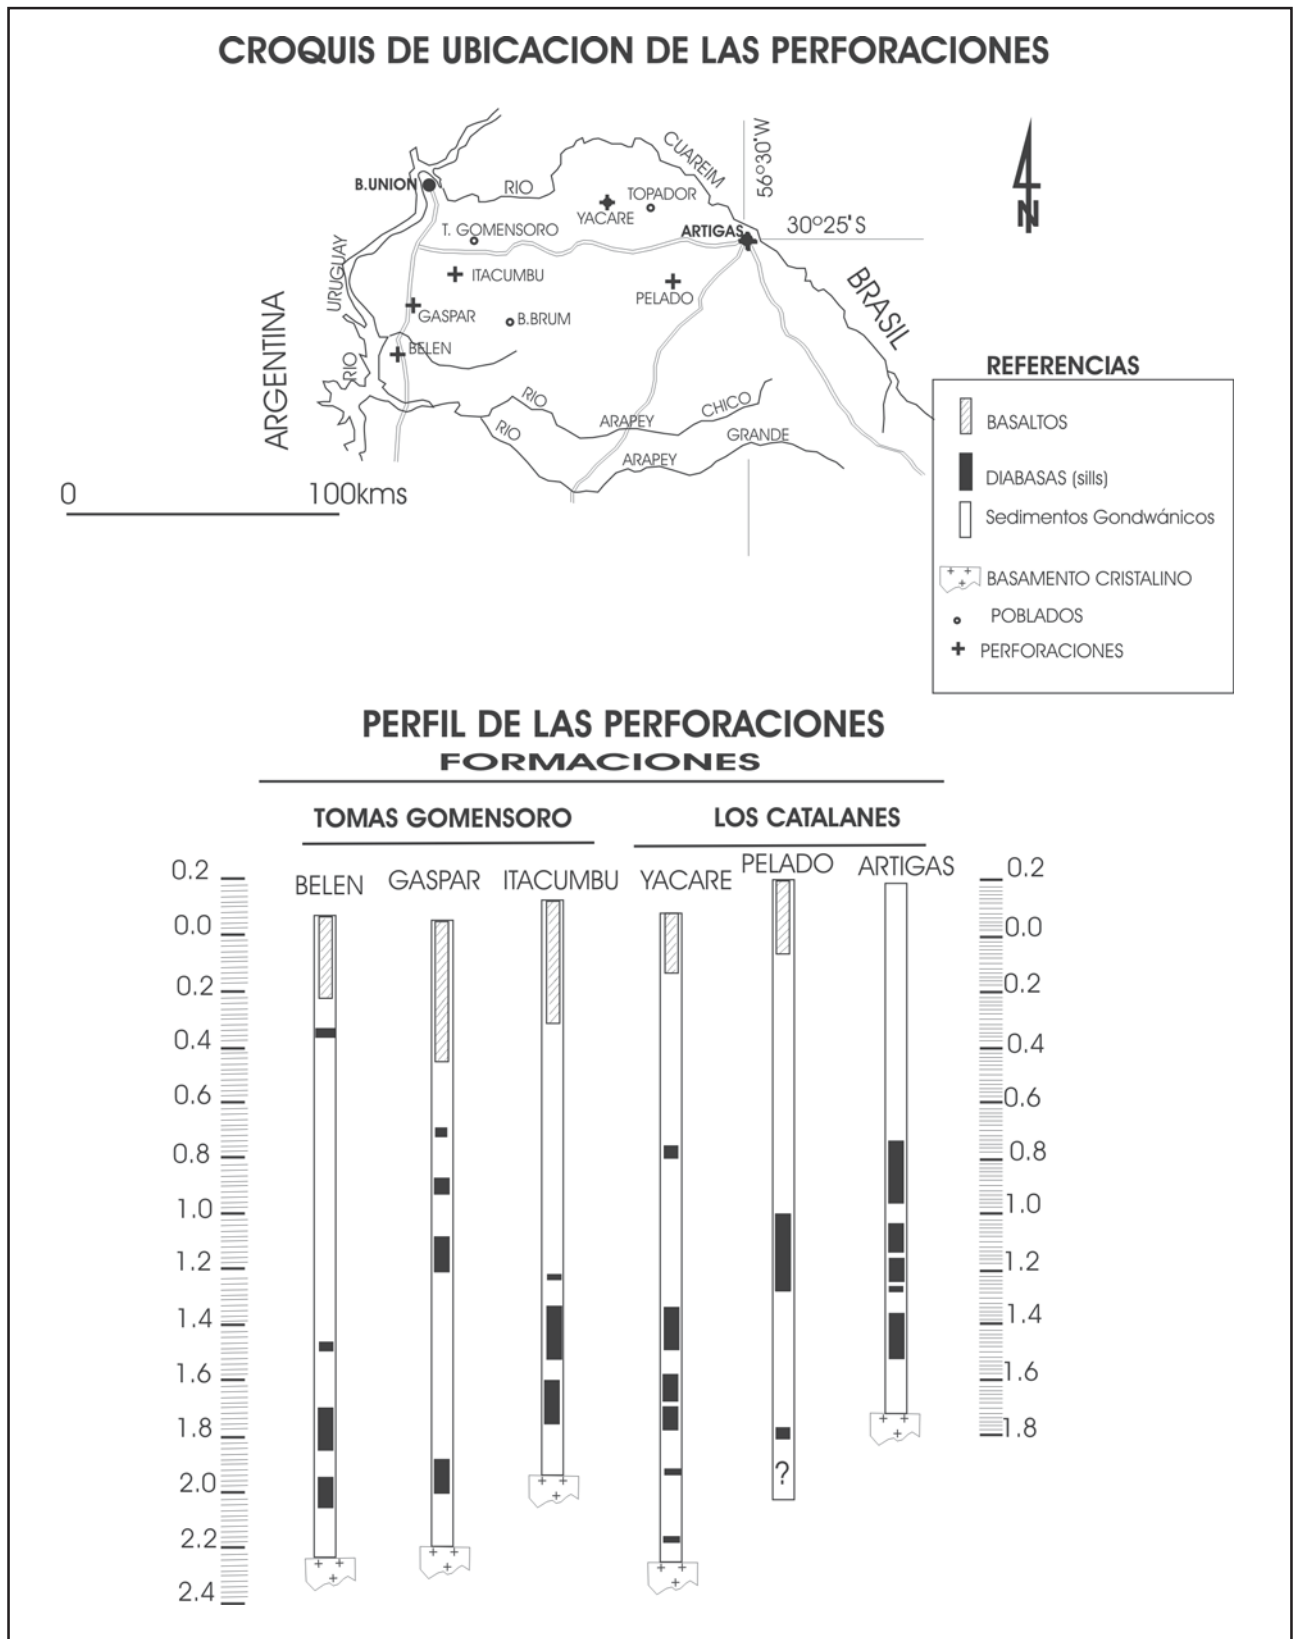 CROQUIS DE UBICACION DE LAS PERFORACIONES
56º30'W
CUAREIM
B.UNION
RIO
TOPADOR
YACARE
T. GOMENSORO
ARTIGAS
30º25'S
N
URUGUAY
ITACUMBU
PELADO
GASPAR
B.BRUM
BRASIL
ARGENTINA
BELEN
RIO
RIO
ARAPEY
CHICO
RIO
ARAPEY
GRANDE
0 100kms
REFERENCIAS
BASALTOS
DIABASAS (sills)
Sedimentos Gondwánicos
BASAMENTO CRISTALINO
POBLADOS
PERFORACIONES
PERFIL DE LAS PERFORACIONES
FORMACIONES
TOMAS GOMENSORO LOS CATALANES
BELEN GASPAR ITACUMBU YACARE PELADO ARTIGAS
0.2 0.2
0.0 0.0
0.2 0.2
0.4 0.4
0.6 0.6
0.8 0.8
1.0 1.0
1.2 1.2
1.4 1.4
1.6 1.6
1.8 1.8
?
2.0
2.2
2.4